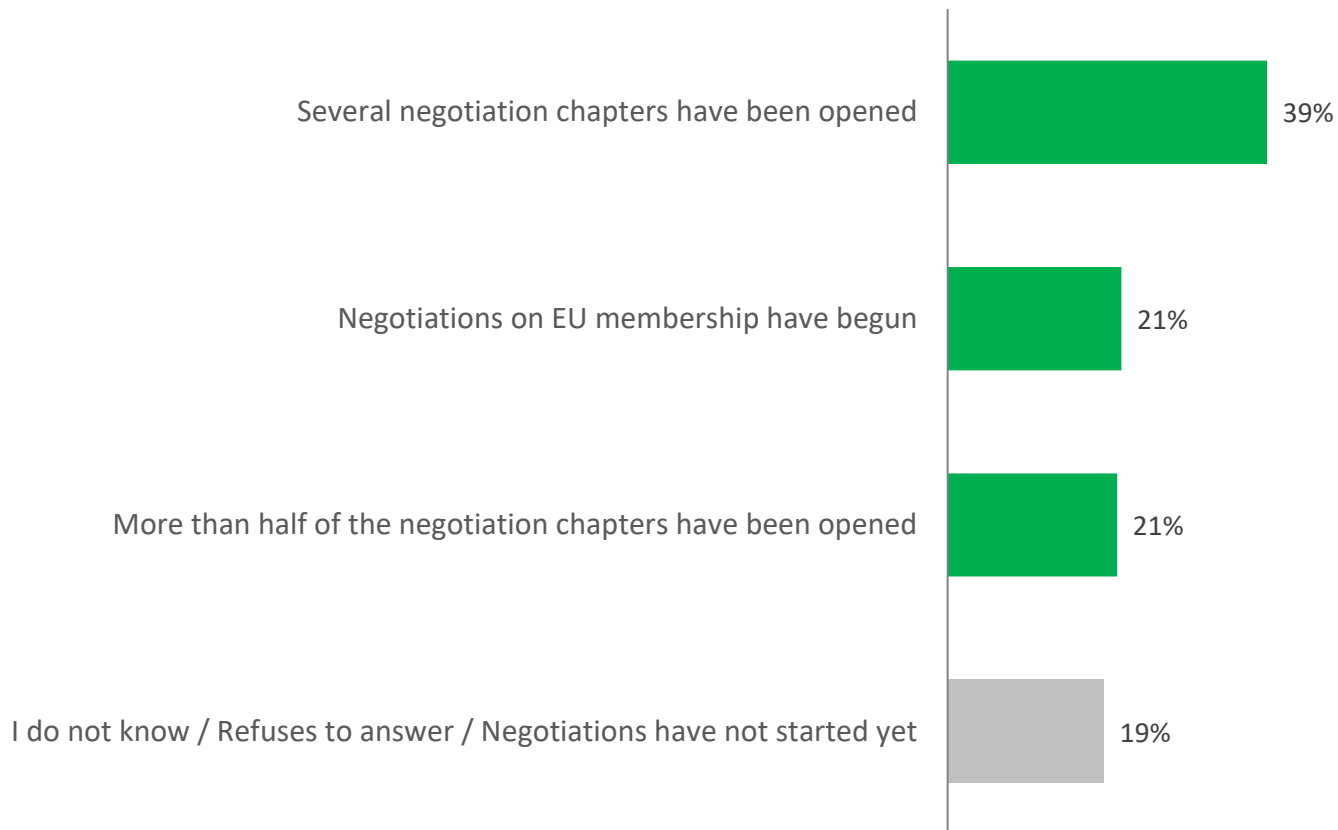 Several negotiation chapters have been opened 39%
Negotiations on EU membership have begun 21%
More than half of the negotiation chapters have been opened 21%
I do not know / Refuses to answer / Negotiations have not started yet 19%